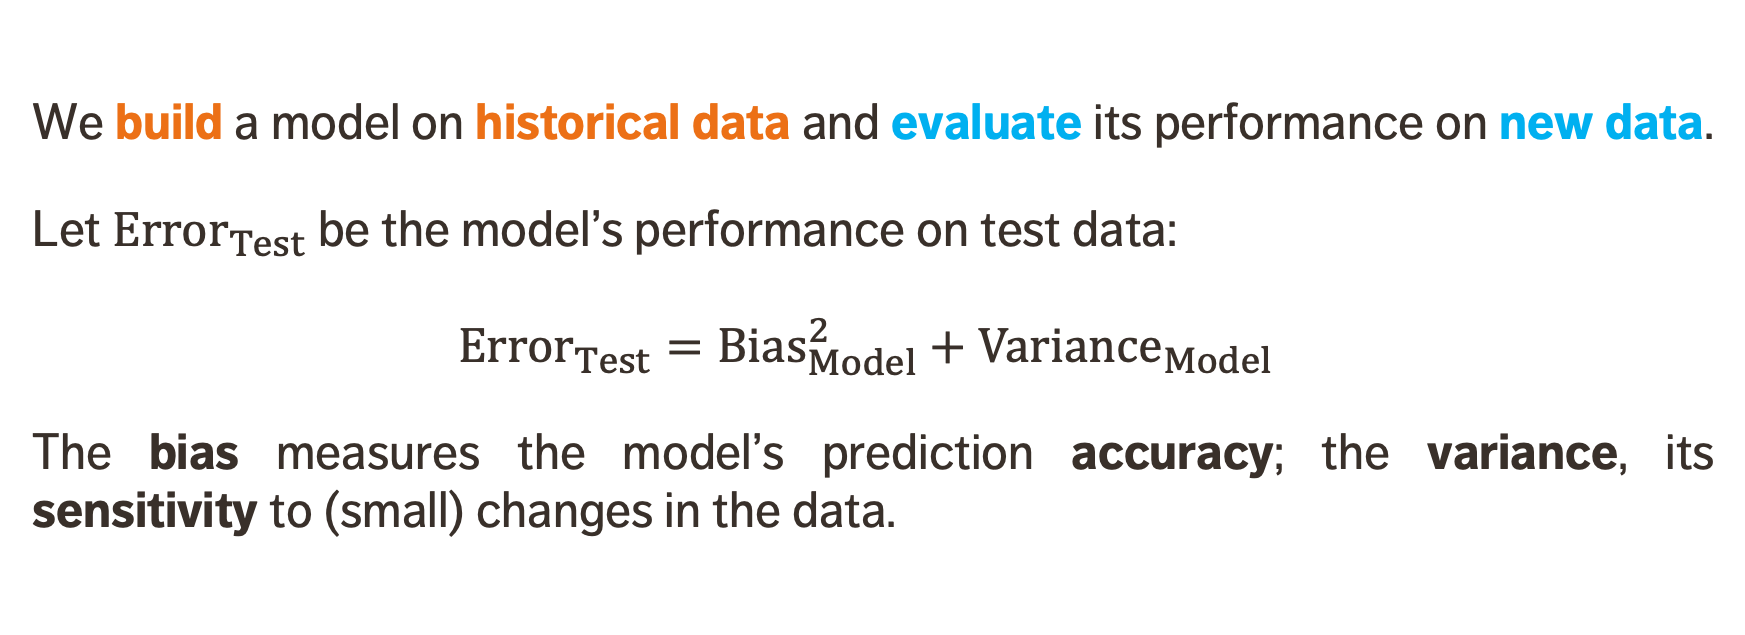 We build a model on historical data and evaluate its performance on new data.
Let Error_Test be the model’s performance on test data:
Error_Test = Bias²_Model + Variance_Model
The bias measures the model’s prediction accuracy; the variance, its
sensitivity to (small) changes in the data.